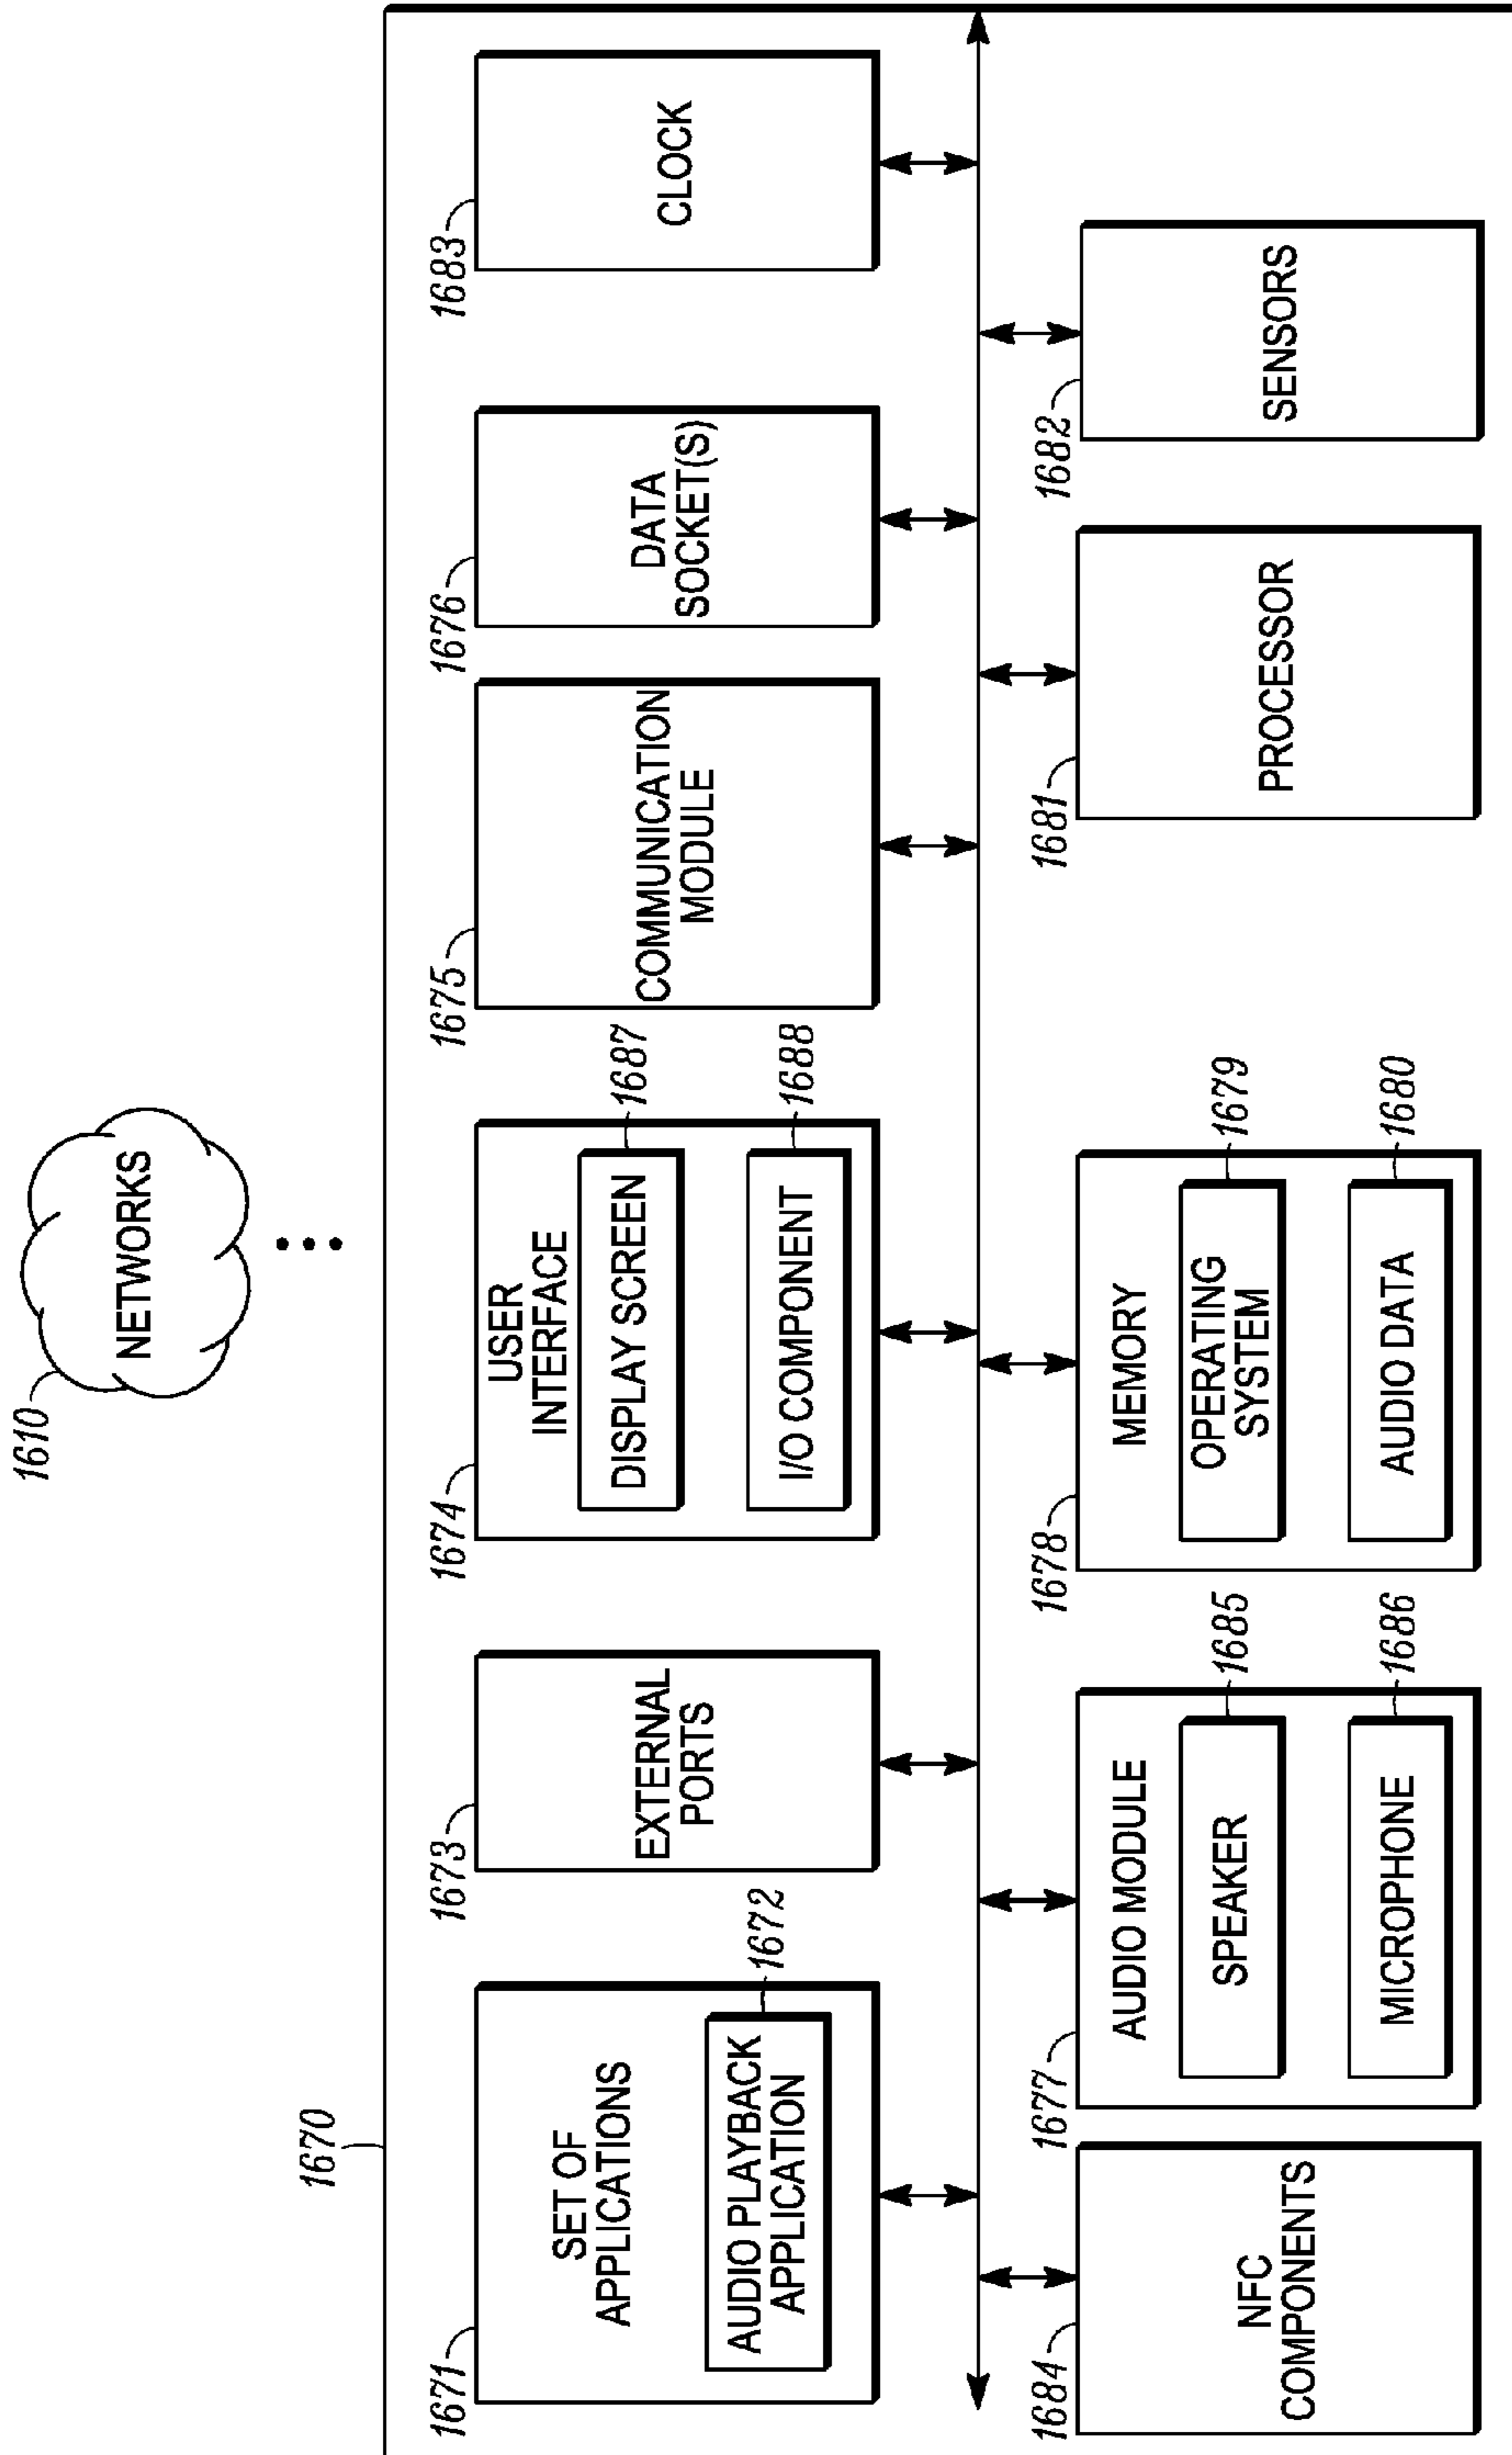 1610
NETWORKS
1670
1671
SET OF
APPLICATIONS
1672
AUDIO PLAYBACK
APPLICATION
1673
EXTERNAL
PORTS
1674
USER
INTERFACE
1687
DISPLAY SCREEN
1688
I/O COMPONENT
1675
COMMUNICATION
MODULE
1676
DATA
SOCKET(S)
1683
CLOCK
1684
NFC
COMPONENTS
1677
AUDIO MODULE
1685
SPEAKER
1686
MICROPHONE
1678
MEMORY
1679
OPERATING
SYSTEM
1680
AUDIO DATA
1681
PROCESSOR
1682
SENSORS